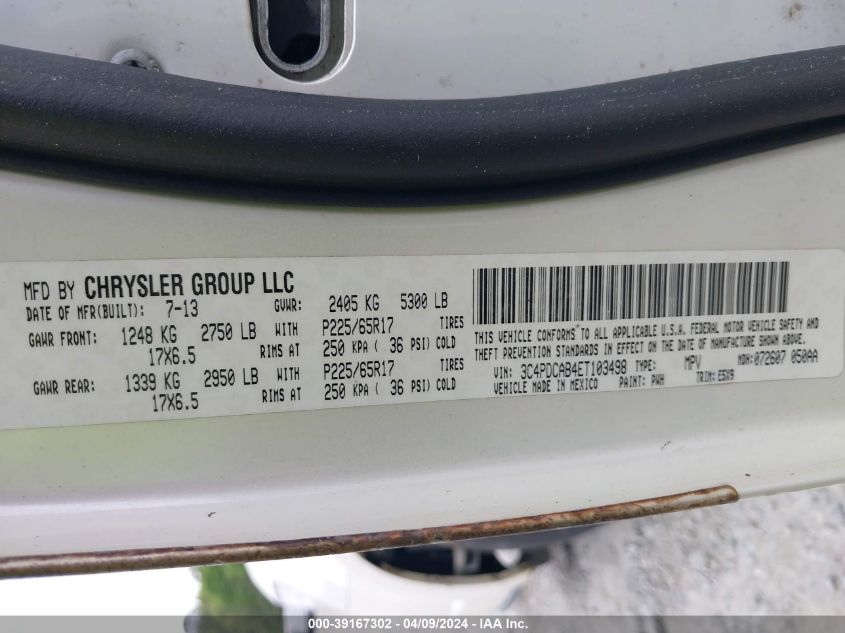 MFD BY CHRYSLER GROUP LLC
DATE OF MFR(BUILT): 7-13 GVWR: 2405 KG 5300 LB
GAWR FRONT: 1248 KG 2750 LB WITH P225/65R17 TIRES
17X6.5 RIMS AT 250 KPA ( 36 PSI) COLD
GAWR REAR: 1339 KG 2950 LB WITH P225/65R17 TIRES
17X6.5 RIMS AT 250 KPA ( 36 PSI) COLD
THIS VEHICLE CONFORMS TO ALL APPLICABLE U.S.A. FEDERAL MOTOR VEHICLE SAFETY AND
THEFT PREVENTION STANDARDS IN EFFECT ON THE DATE OF MANUFACTURE SHOWN ABOVE.
VIN: 3C4PDCAB4ET103498 TYPE: MPV MDH: 072607 050AA
VEHICLE MADE IN MEXICO PAINT: PWH TRIM: E5X9
000-39167302 / 04/09/2024 - IAA Inc.